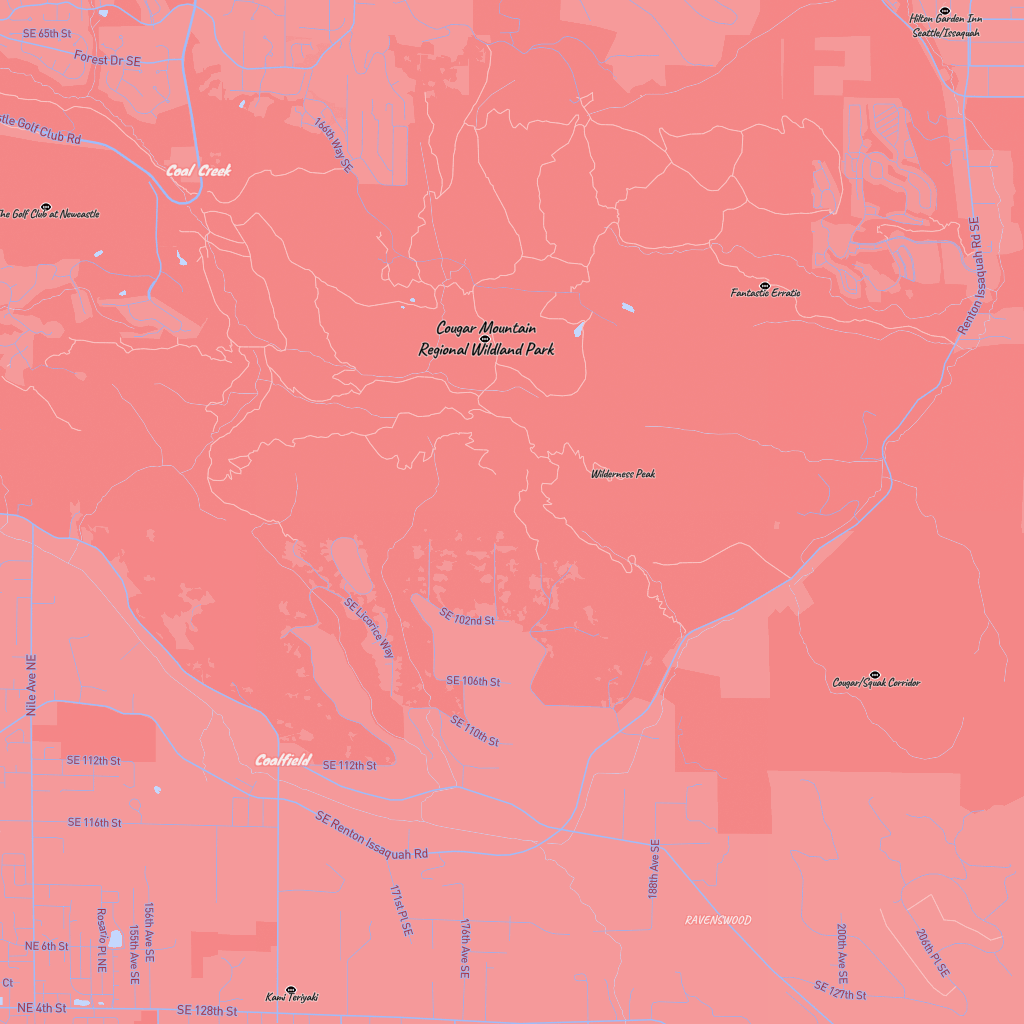 Hilton Garden Inn
Seattle/Issaquah
SE 65th St
Forest Dr SE
stle Golf Club Rd
166th Way SE
Coal Creek
The Golf Club at Newcastle
Renton Issaquah Rd SE
Fantastic Erratic
Cougar Mountain
Regional Wildland Park
Wilderness Peak
SE Licorice Way
SE 102nd St
Nile Ave NE
SE 106th St
Cougar/Squak Corridor
SE 110th St
SE 112th St
Coalfield
SE 112th St
SE 116th St
SE Renton Issaquah Rd
188th Ave SE
171st Pl SE
RAVENSWOOD
Rosario Pl NE
155th Ave SE
156th Ave SE
176th Ave SE
200th Ave SE
206th Pl SE
NE 6th St
Ct
SE 127th St
Kami Teriyaki
NE 4th St
SE 128th St